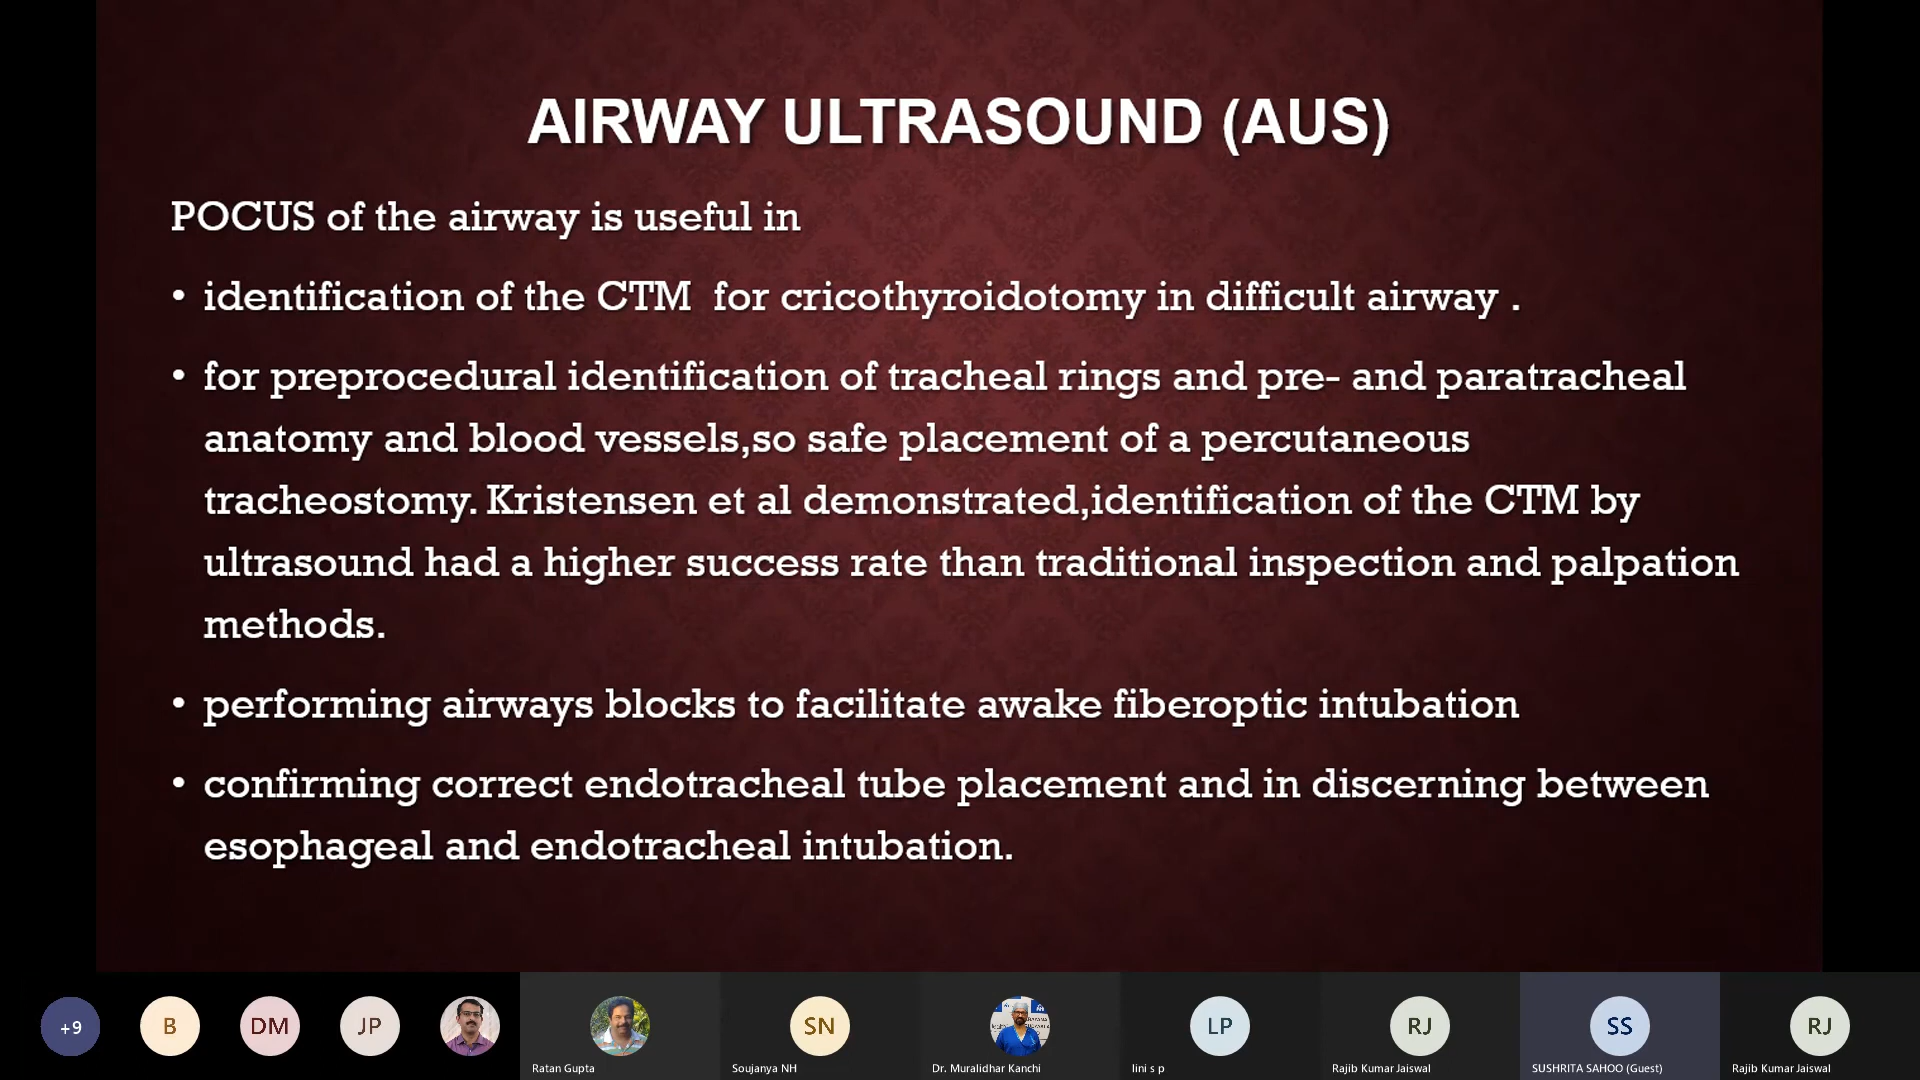 AIRWAY ULTRASOUND (AUS)
POCUS of the airway is useful in
• identification of the CTM  for cricothyroidotomy in difficult airway .
• for preprocedural identification of tracheal rings and pre- and paratracheal
anatomy and blood vessels,so safe placement of a percutaneous
tracheostomy. Kristensen et al demonstrated,identification of the CTM by
ultrasound had a higher success rate than traditional inspection and palpation
methods.
• performing airways blocks to facilitate awake fiberoptic intubation
• confirming correct endotracheal tube placement and in discerning between
esophageal and endotracheal intubation.
+9 B DM JP SN LP RJ SS RJ
Ratan Gupta Soujanya NH Dr. Muralidhar Kanchi lini s p Rajib Kumar Jaiswal SUSHRITA SAHOO (Guest) Rajib Kumar Jaiswal